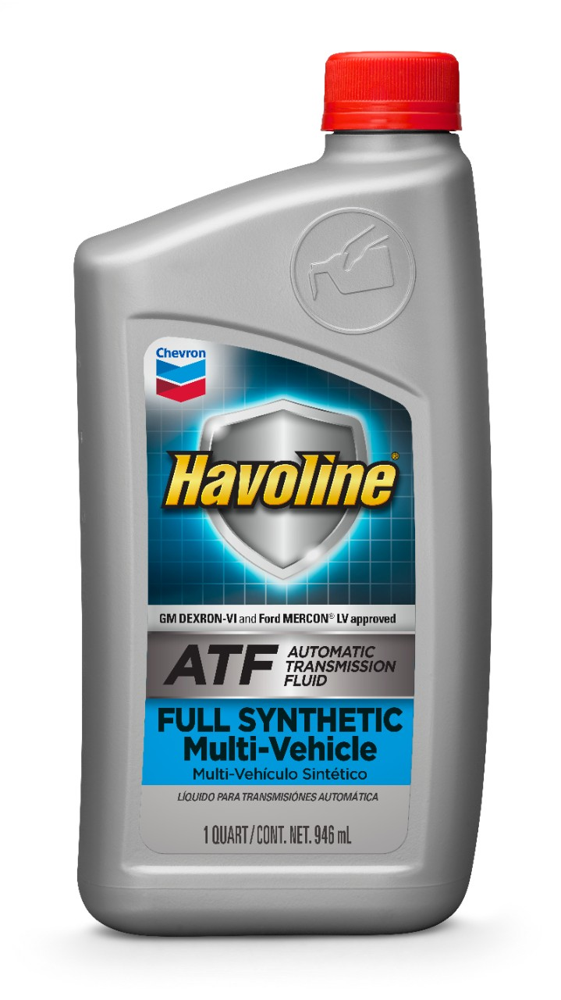 Chevron
Havoline®
GM DEXRON-VI and Ford MERCON® LV approved
ATF
AUTOMATIC
TRANSMISSION
FLUID
FULL SYNTHETIC
Multi-Vehicle
Multi-Vehículo Sintético
LÍQUIDO PARA TRANSMISIÓNES AUTOMÁTICA
1 QUART/CONT. NET. 946 mL